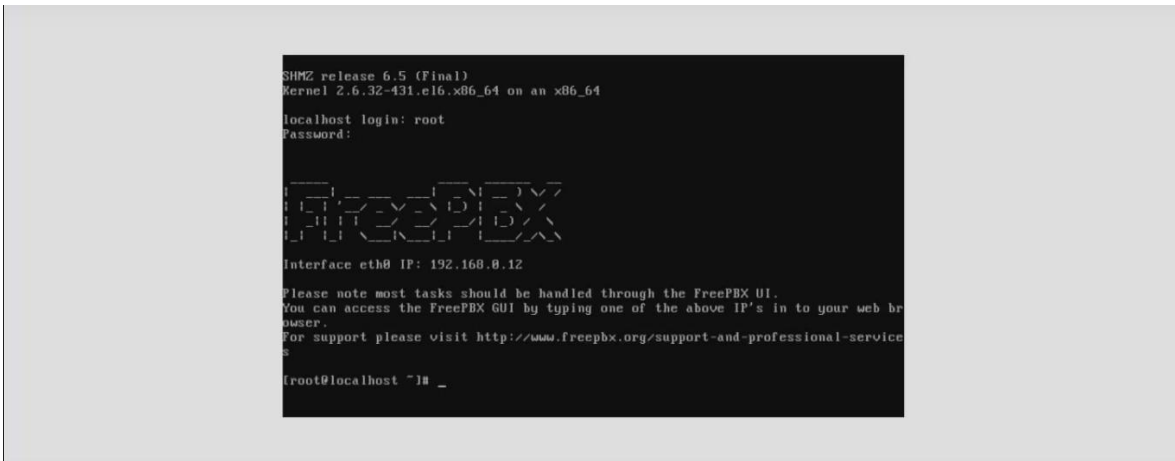 SHMZ release 6.5 (Final)
Kernel 2.6.32-431.el6.x86_64 on an x86_64
localhost login: root
Password:
FreePBX
Interface eth0 IP: 192.168.0.12
Please note most tasks should be handled through the FreePBX UI.
You can access the FreePBX GUI by typing one of the above IP's in to your web br
owser.
For support please visit http://www.freepbx.org/support-and-professional-service
s
[root@localhost ~]# _